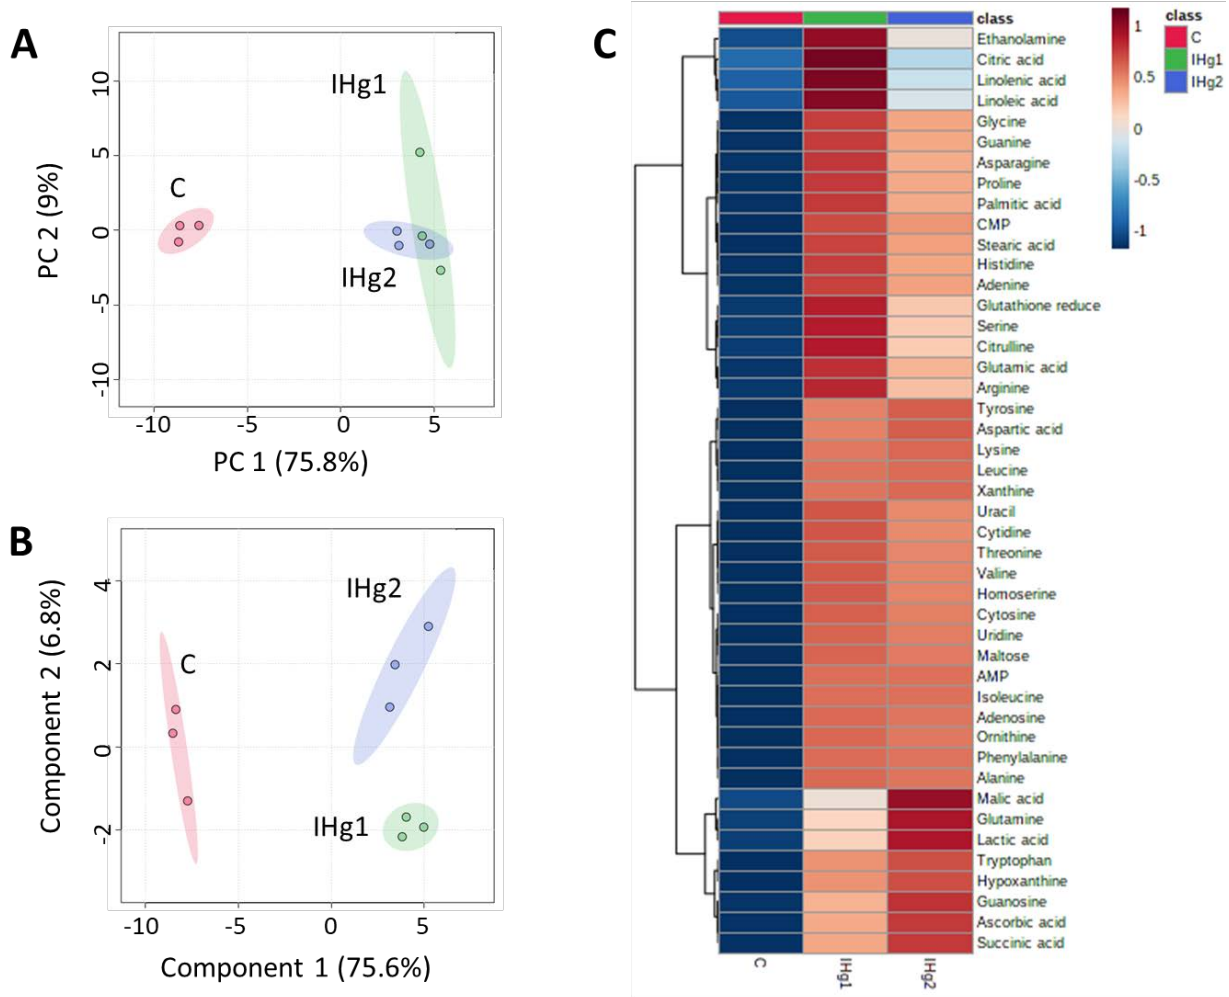 A
IHg1
C
IHg2
10
5
0
-5
-10
PC 2 (9%)
-10
-5
0
5
PC 1 (75.8%)
B
IHg2
C
IHg1
4
2
0
-2
Component 2 (6.8%)
-10
-5
0
5
Component 1 (75.6%)
C
class
Ethanolamine
Citric acid
Linolenic acid
Linoleic acid
Glycine
Guanine
Asparagine
Proline
Palmitic acid
CMP
Stearic acid
Histidine
Adenine
Glutathione reduce
Serine
Citrulline
Glutamic acid
Arginine
Tyrosine
Aspartic acid
Lysine
Leucine
Xanthine
Uracil
Cytidine
Threonine
Valine
Homoserine
Cytosine
Uridine
Maltose
AMP
Isoleucine
Adenosine
Ornithine
Phenylalanine
Alanine
Malic acid
Glutamine
Lactic acid
Tryptophan
Hypoxanthine
Guanosine
Ascorbic acid
Succinic acid
C
IHg1
IHg2
1
0.5
0
-0.5
-1
class
C
IHg1
IHg2